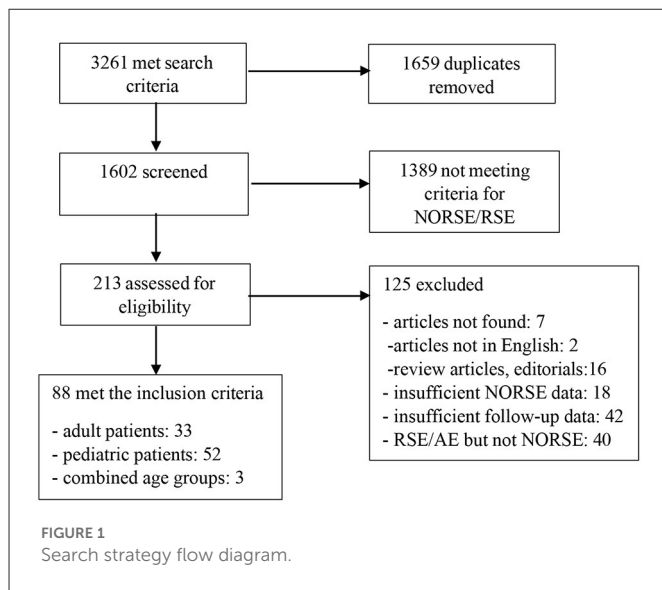 3261 met search
criteria
1659 duplicates
removed
1602 screened
1389 not meeting
criteria for
NORSE/RSE
213 assessed for
eligibility
125 excluded
- articles not found: 7
-articles not in English: 2
-review articles, editorials:16
- insufficient NORSE data: 18
- insufficient follow-up data: 42
- RSE/AE but not NORSE: 40
88 met the inclusion criteria
- adult patients: 33
- pediatric patients: 52
- combined age groups: 3
FIGURE 1
Search strategy flow diagram.